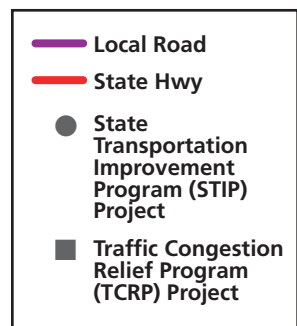 Local Road
State Hwy
State
Transportation
Improvement
Program (STIP)
Project
Traffic Congestion
Relief Program
(TCRP) Project